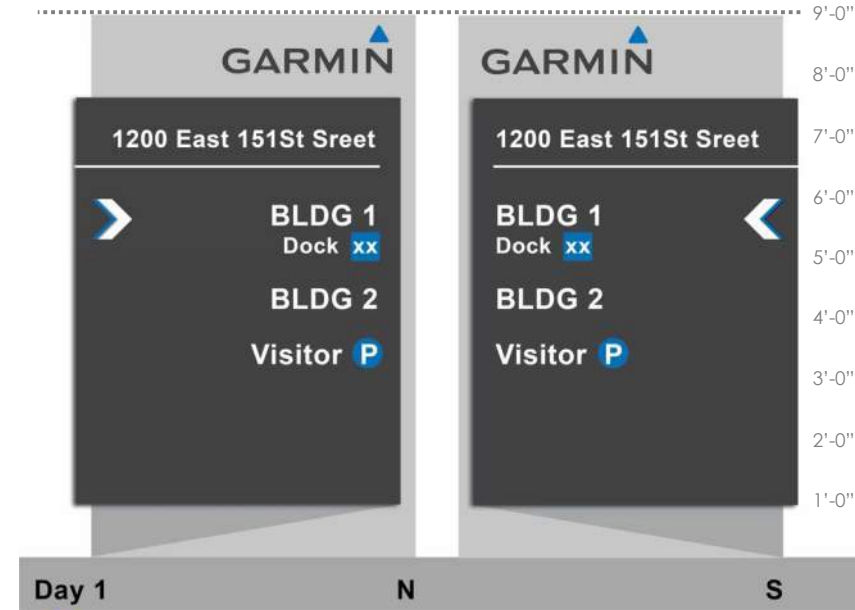 GARMIN
1200 East 151St Sreet
BLDG 1
Dock xx
BLDG 2
Visitor P
GARMIN
1200 East 151St Sreet
BLDG 1
Dock xx
BLDG 2
Visitor P
9'-0”
8'-0”
7'-0”
6'-0”
5'-0”
4'-0”
3'-0”
2'-0”
1'-0”
Day 1 N S